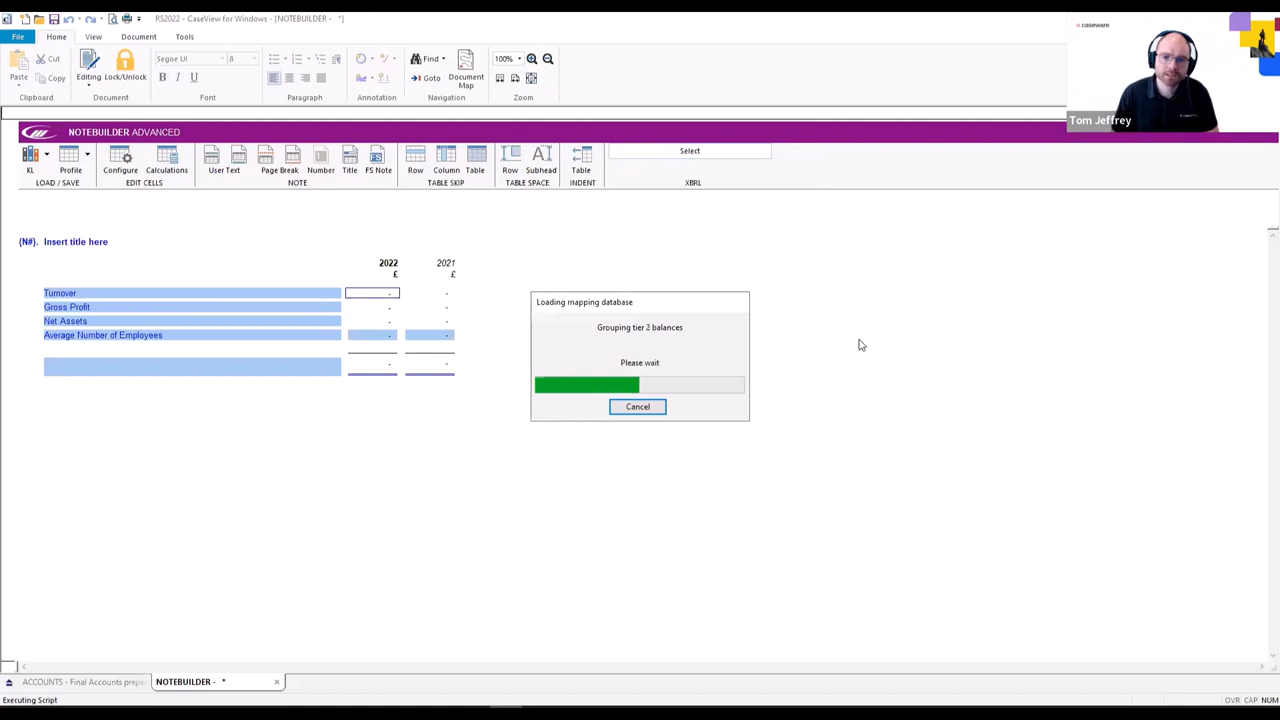 RS2022 - CaseView for Windows - [NOTEBUILDER - *]
File Home View Document Tools
Paste Cut Copy
Clipboard
Editing Lock/Unlock
Document
Segoe UI 8
B I U
Font
Paragraph
Annotation
Find
Goto
Document Map
Navigation
100%
Zoom
caseware
Tom Jeffrey
NOTEBUILDER ADVANCED
KL Profile Configure Calculations User Text Page Break Number Title FS Note Row Column Table Row Subhead Table Select
LOAD / SAVE EDIT CELLS NOTE TABLE SKIP TABLE SPACE INDENT XBRL
{N#}. Insert title here
2022 2021
£ £
Turnover - -
Gross Profit - -
Net Assets - -
Average Number of Employees - -
- -
Loading mapping database
Grouping tier 2 balances
Please wait
Cancel
ACCOUNTS - Final Accounts prepa
NOTEBUILDER - * ×
Executing Script
OVR CAP NUM